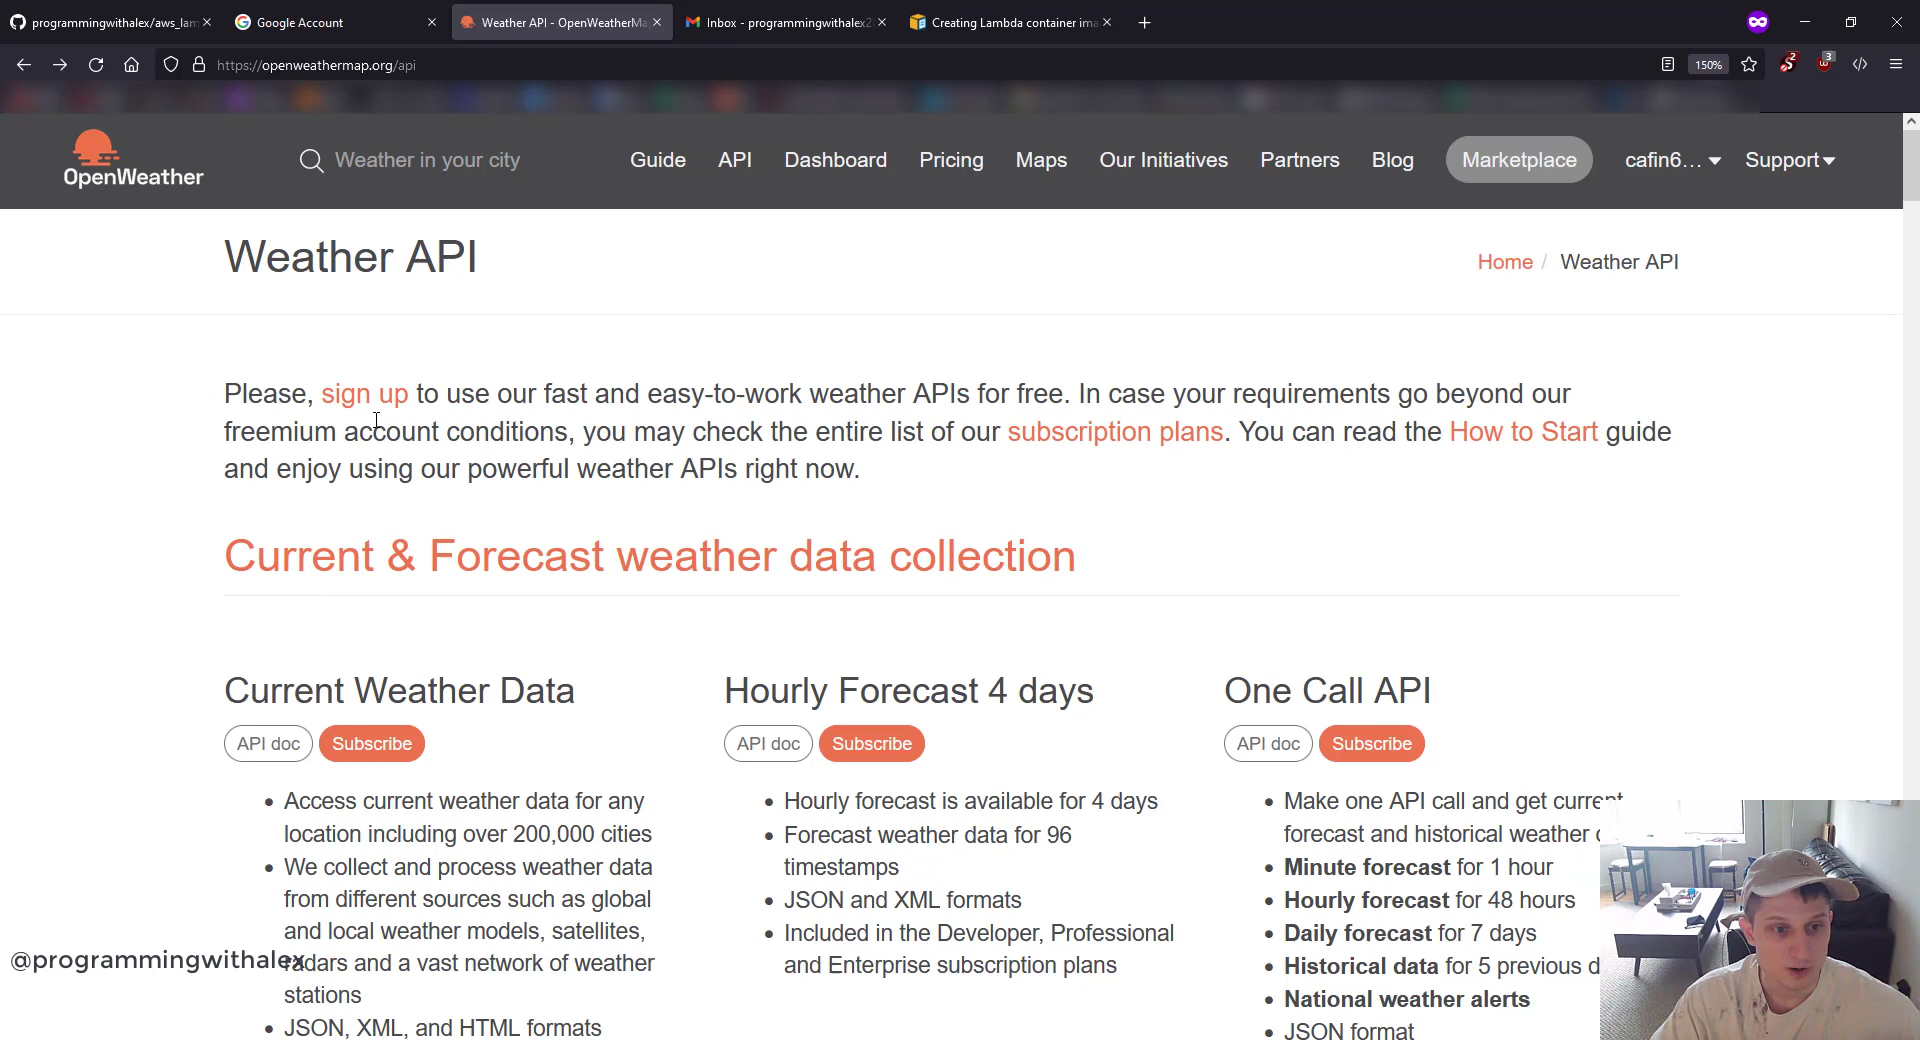 programmingwithalex/aws_lam
Google Account
Weather API - OpenWeatherMa
Inbox - programmingwithalex2
Creating Lambda container ima
https://openweathermap.org/api
150%
2
3
OpenWeather
Weather in your city
Guide
API
Dashboard
Pricing
Maps
Our Initiatives
Partners
Blog
Marketplace
cafin6...
Support
Weather API
Home / Weather API
Please, sign up to use our fast and easy-to-work weather APIs for free. In case your requirements go beyond our
freemium account conditions, you may check the entire list of our subscription plans. You can read the How to Start guide
and enjoy using our powerful weather APIs right now.
Current & Forecast weather data collection
Current Weather Data
API doc
Subscribe
• Access current weather data for any
location including over 200,000 cities
• We collect and process weather data
from different sources such as global
and local weather models, satellites,
radars and a vast network of weather
stations
• JSON, XML, and HTML formats
Hourly Forecast 4 days
API doc
Subscribe
• Hourly forecast is available for 4 days
• Forecast weather data for 96
timestamps
• JSON and XML formats
• Included in the Developer, Professional
and Enterprise subscription plans
One Call API
API doc
Subscribe
• Make one API call and get current,
forecast and historical weather
• Minute forecast for 1 hour
• Hourly forecast for 48 hours
• Daily forecast for 7 days
• Historical data for 5 previous d
• National weather alerts
• JSON format
@programmingwithalex